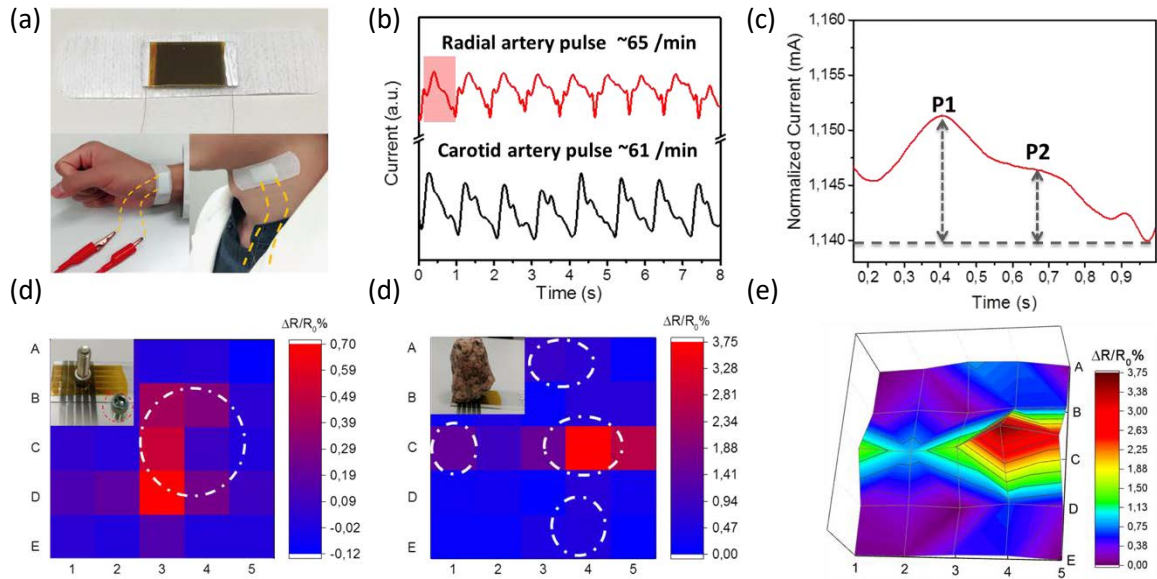 (a)
(b)
Radial artery pulse ~65 /min
Carotid artery pulse ~61 /min
Current (a.u.)
0 1 2 3 4 5 6 7 8
Time (s)
(c)
1,160
1,155
1,150
1,145
1,140
Normalized Current (mA)
P1
P2
0,2 0,3 0,4 0,5 0,6 0,7 0,8 0,9
Time (s)
(d)
A
B
C
D
E
1 2 3 4 5
ΔR/R₀%
0,70
0,59
0,49
0,39
0,29
0,19
0,09
-0,02
-0,12
(d)
A
B
C
D
E
1 2 3 4 5
ΔR/R₀%
3,75
3,28
2,81
2,34
1,88
1,41
0,94
0,47
0,00
(e)
A
B
C
D
E
1 2 3 4 5
ΔR/R₀%
3,75
3,38
3,00
2,63
2,25
1,88
1,50
1,13
0,75
0,38
0,00